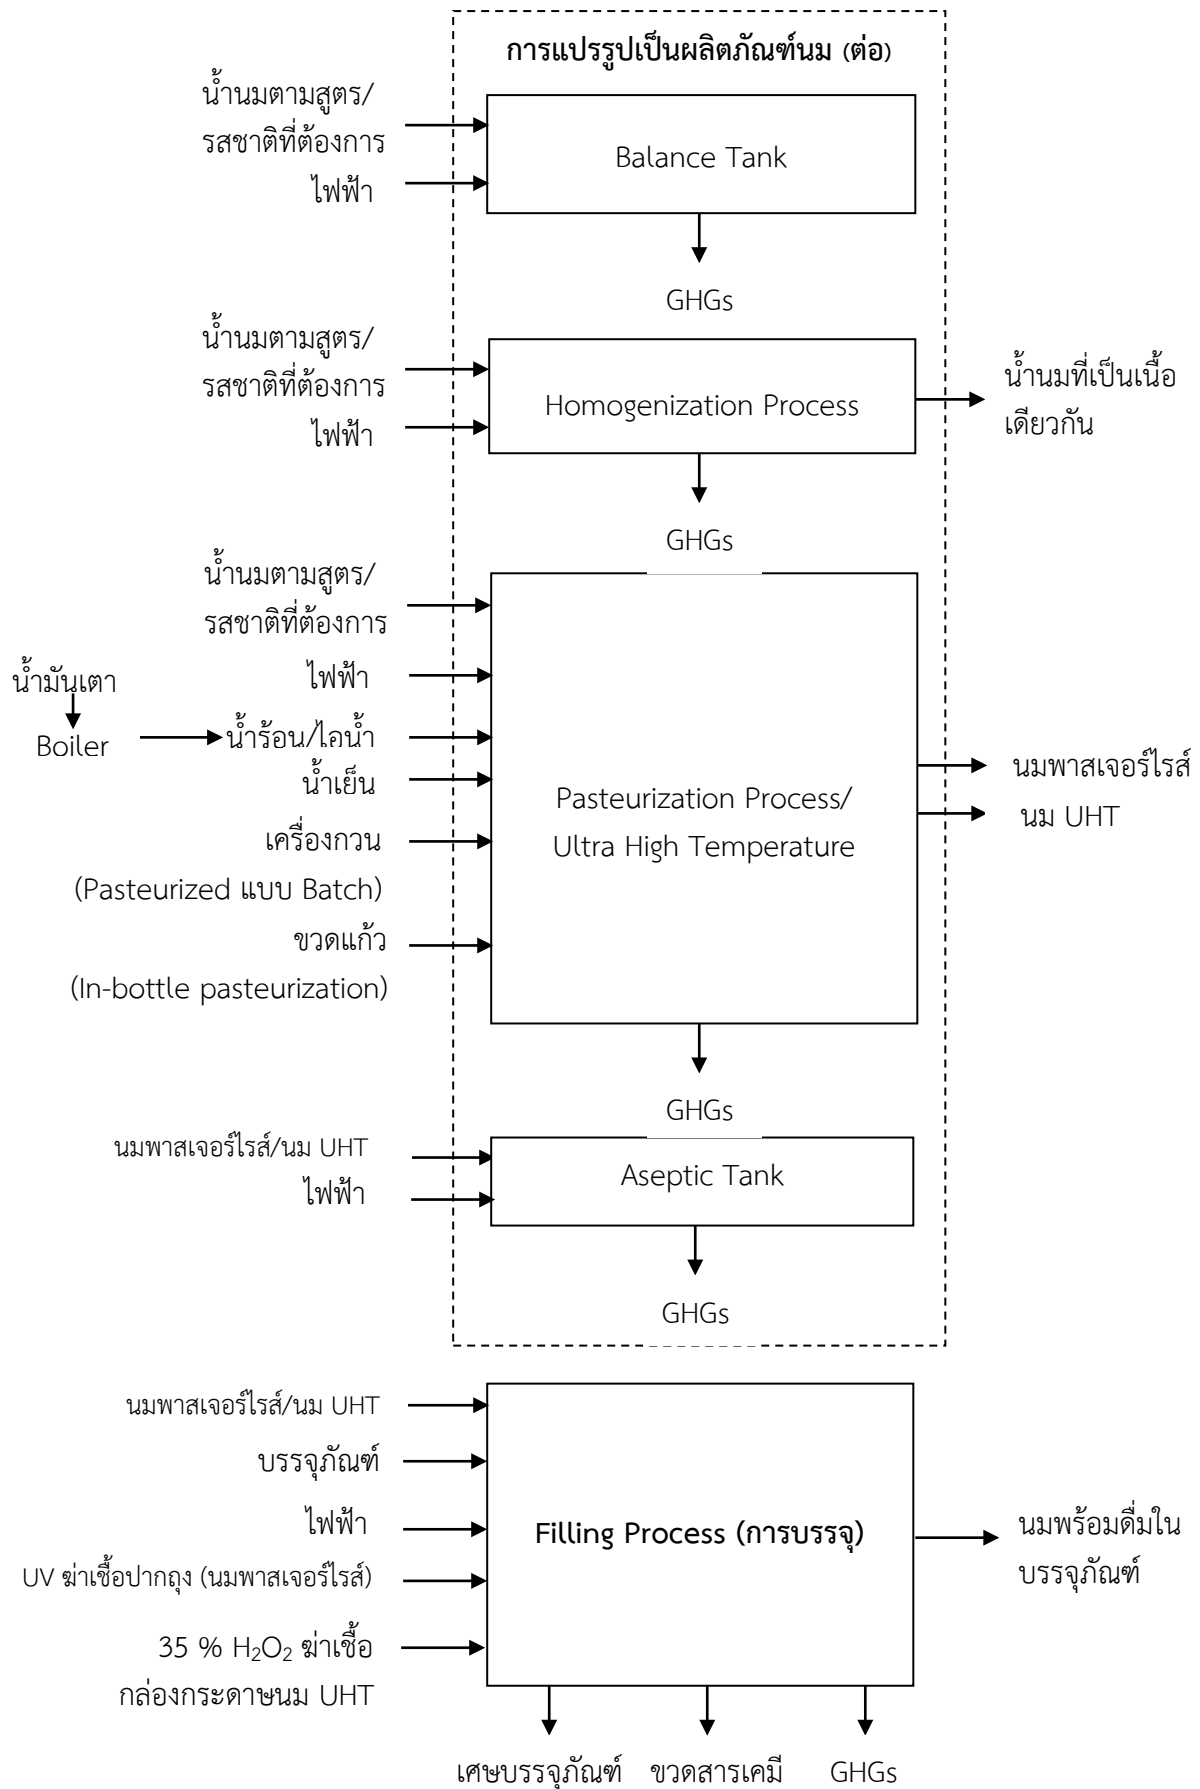 การแปรรูปเป็นผลิตภัณฑ์นม (ต่อ)
น้ำนมตามสูตร/
รสชาติที่ต้องการ
ไฟฟ้า
Balance Tank
GHGs
น้ำนมตามสูตร/
รสชาติที่ต้องการ
ไฟฟ้า
Homogenization Process
น้ำนมที่เป็นเนื้อ
เดียวกัน
GHGs
น้ำนมตามสูตร/
รสชาติที่ต้องการ
ไฟฟ้า
น้ำมันเตา
Boiler
น้ำร้อน/ไอน้ำ
น้ำเย็น
เครื่องกวน
(Pasteurized แบบ Batch)
ขวดแก้ว
(In-bottle pasteurization)
Pasteurization Process/
Ultra High Temperature
นมพาสเจอร์ไรส์
นม UHT
GHGs
นมพาสเจอร์ไรส์/นม UHT
ไฟฟ้า
Aseptic Tank
GHGs
นมพาสเจอร์ไรส์/นม UHT
บรรจุภัณฑ์
ไฟฟ้า
UV ฆ่าเชื้อปากถุง (นมพาสเจอร์ไรส์)
35 % H₂O₂ ฆ่าเชื้อ
กล่องกระดาษนม UHT
Filling Process (การบรรจุ)
นมพร้อมดื่มใน
บรรจุภัณฑ์
เศษบรรจุภัณฑ์ ขวดสารเคมี GHGs